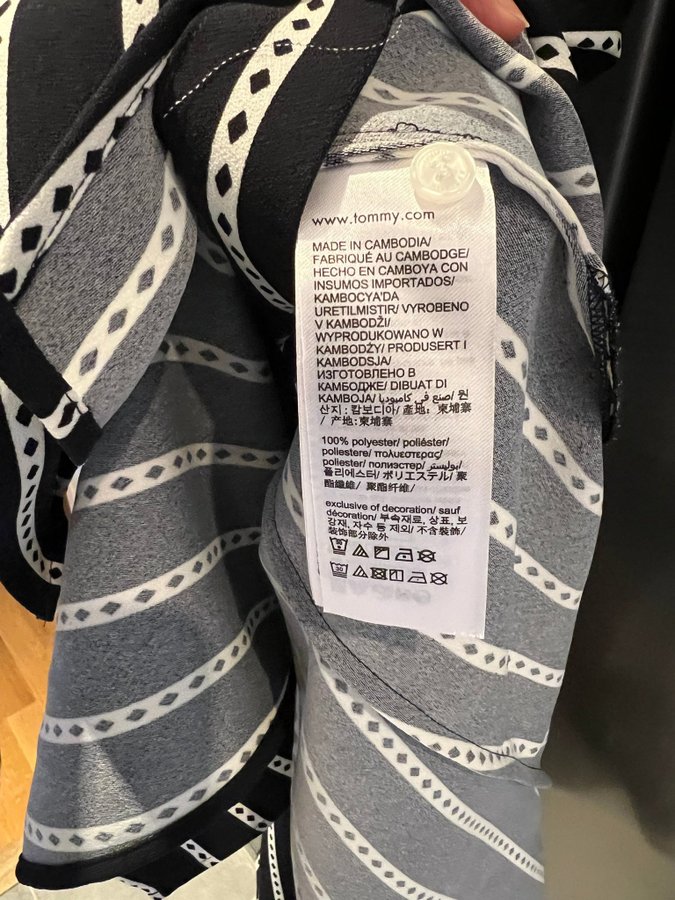 www.tommy.com
MADE IN CAMBODIA/
FABRIQUÉ AU CAMBODGE/
HECHO EN CAMBOYA CON
INSUMOS IMPORTADOS/
KAMBOCYA'DA
URETILMISTIR/ VYROBENO
V KAMBODŽI/
WYPRODUKOWANO W
KAMBODŻY/ PRODUSERT I
KAMBODSJA/
ИЗГОТОВЛЕНО В
КАМБОДЖЕ/ DIBUAT DI
KAMBOJA/ صنع في كامبوديا/ 원
산지 : 캄보디아/ 產地: 柬埔寨
/ 产地: 柬埔寨
100% polyester/ poliéster/
poliestere/ πολυεστερας/
poliester/ полиэстер/ بوليستر/
폴리에스터/ ポリエステル/ 聚
酯纖維/ 聚酯纤维/
exclusive of decoration/ sauf
décoration/ 부속재료, 상표, 보
강재, 자수 등 제외/ 不含裝飾/
装饰部分除外
30